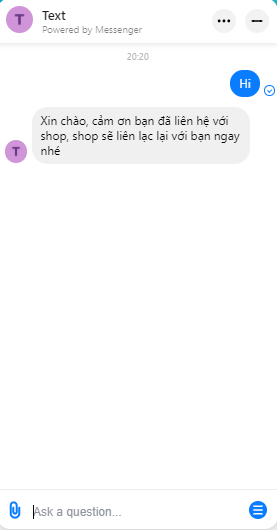 T
Text
Powered by Messenger
20:20
Hi
Xin chào, cảm ơn bạn đã liên hệ với
shop, shop sẽ liên lạc lại với bạn ngay
nhé
T
Ask a question...